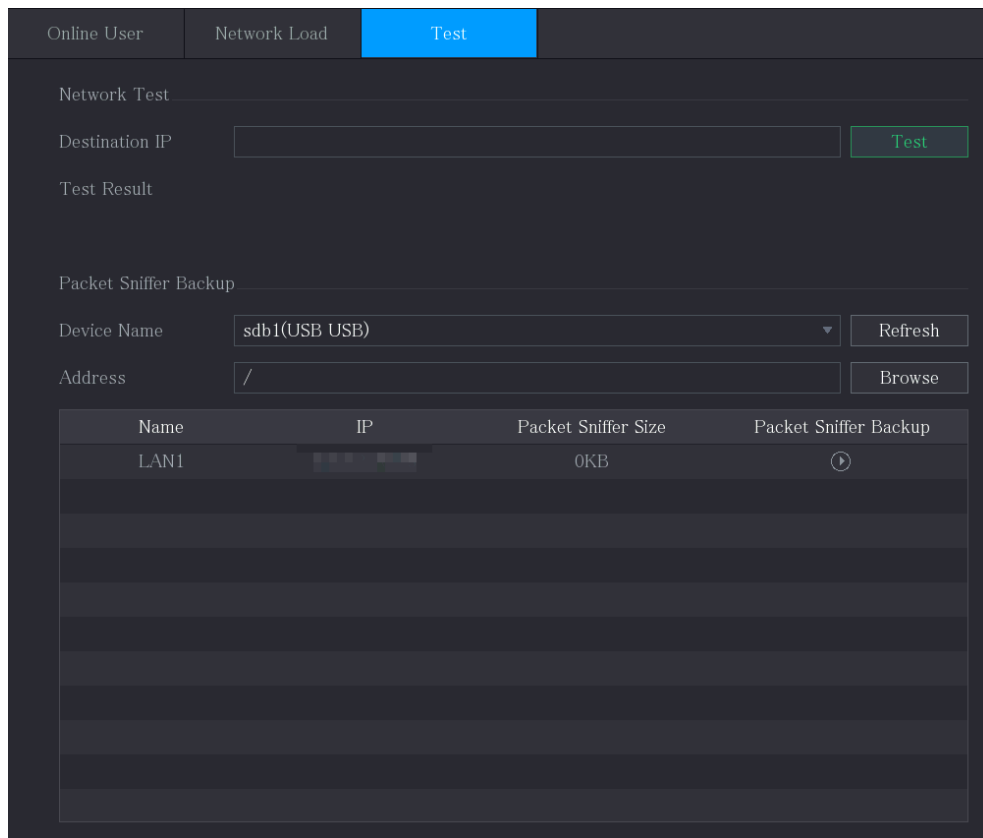 Online User Network Load Test
Network Test
Destination IP Test
Test Result
Packet Sniffer Backup
Device Name sdb1(USB USB) Refresh
Address / Browse
Name IP Packet Sniffer Size Packet Sniffer Backup
LAN1 0KB